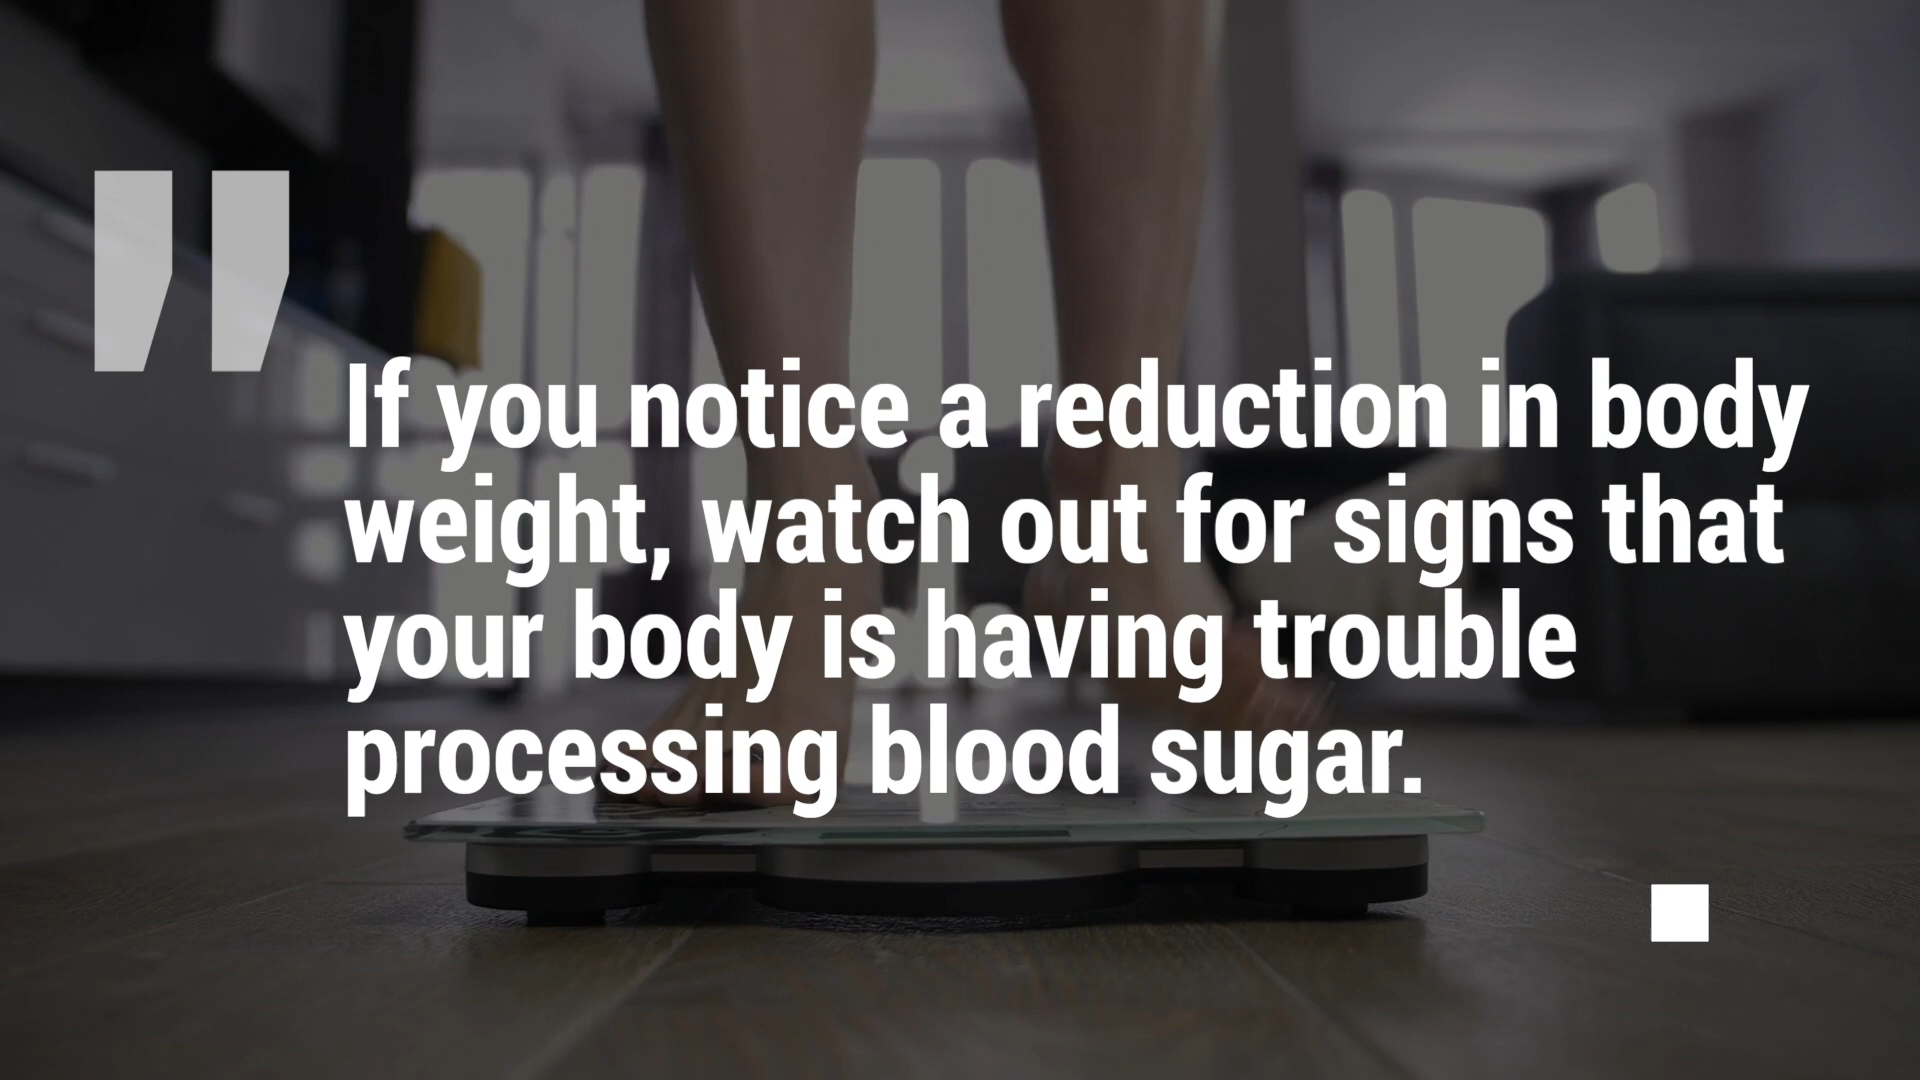 If you notice a reduction in body
weight, watch out for signs that
your body is having trouble
processing blood sugar.